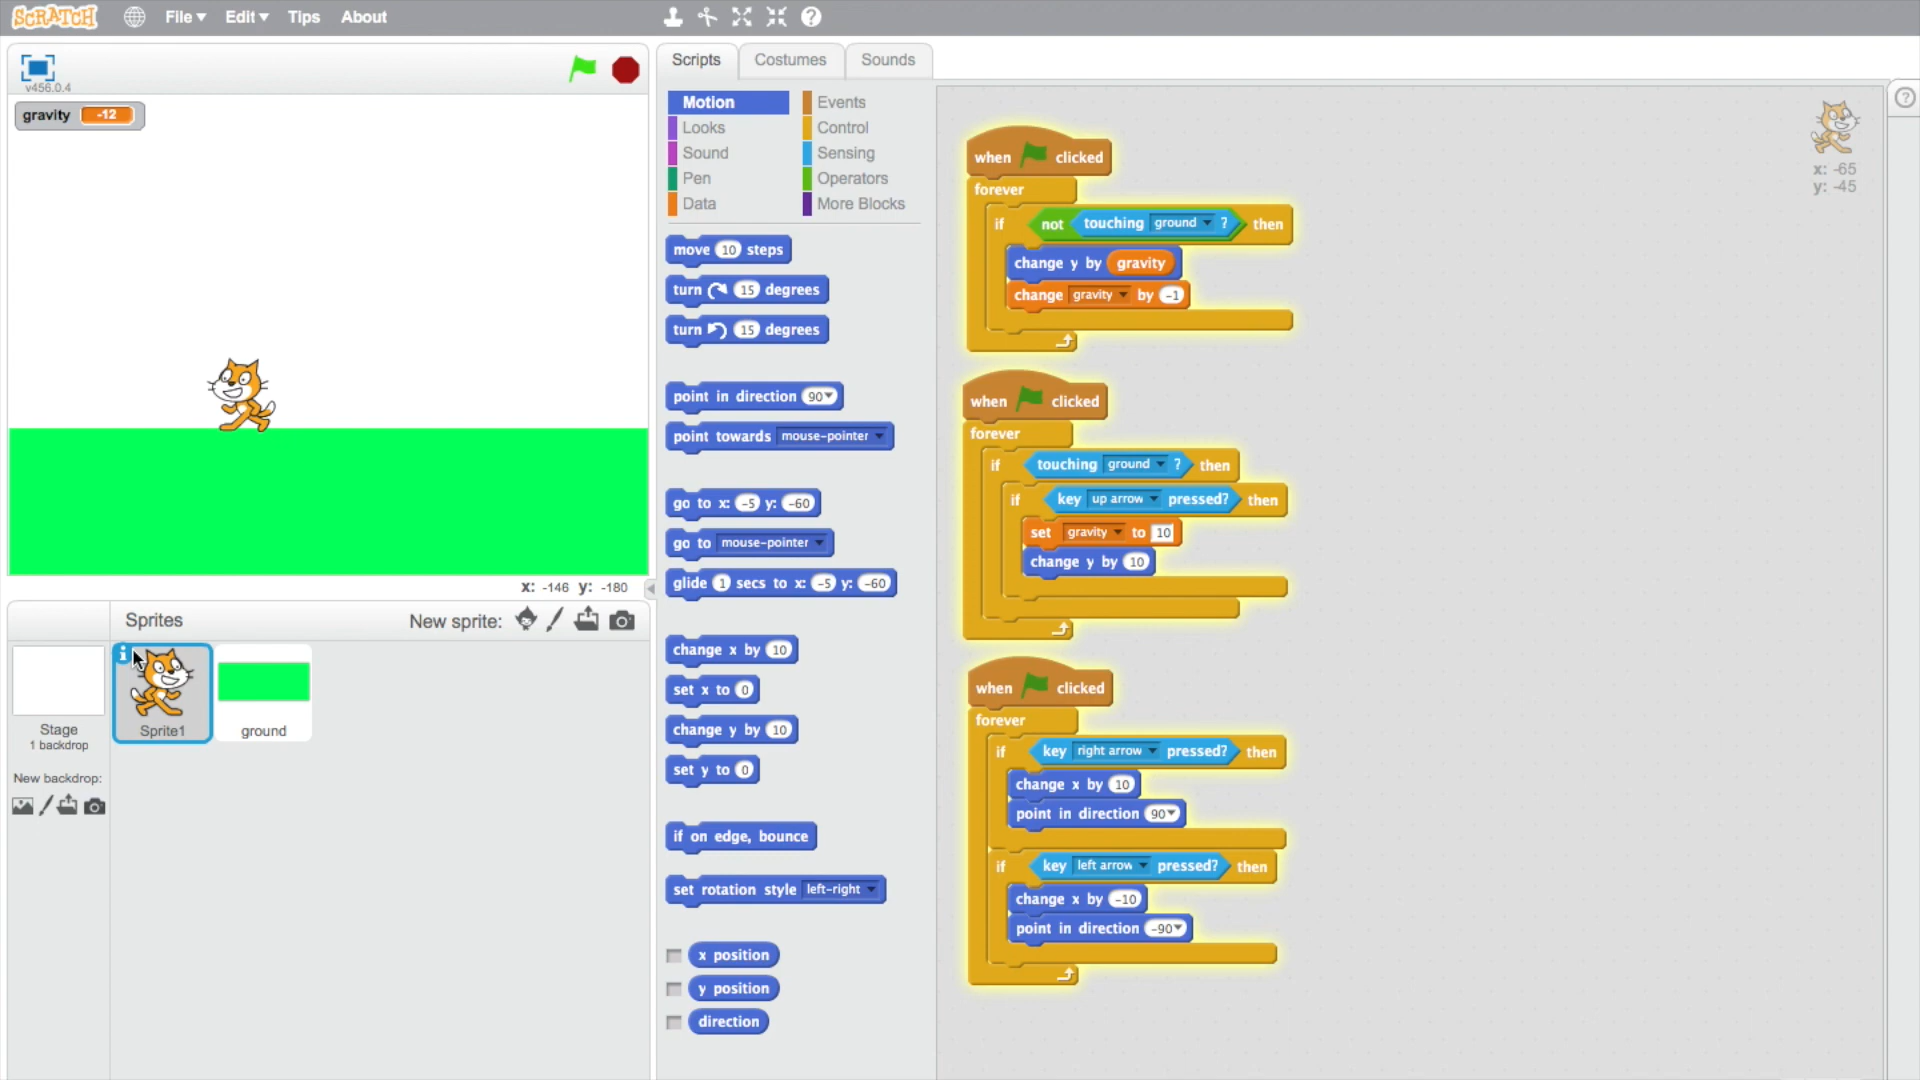 SCRATCH File▼ Edit▼ Tips About
v456.0.4
gravity -12
x: -146 y: -180
Sprites New sprite:
Stage
1 backdrop
New backdrop:
Sprite1
ground
Scripts Costumes Sounds
Motion Events
Looks Control
Sound Sensing
Pen Operators
Data More Blocks
move 10 steps
turn 15 degrees
turn 15 degrees
point in direction 90▼
point towards mouse-pointer
go to x: -5 y: -60
go to mouse-pointer
glide 1 secs to x: -5 y: -60
change x by 10
set x to 0
change y by 10
set y to 0
if on edge, bounce
set rotation style left-right
x position
y position
direction
when clicked
forever
if not touching ground ? then
change y by gravity
change gravity by -1
when clicked
forever
if touching ground ? then
if key up arrow pressed? then
set gravity to 10
change y by 10
when clicked
forever
if key right arrow pressed? then
change x by 10
point in direction 90▼
if key left arrow pressed? then
change x by -10
point in direction -90▼
x: -65
y: -45